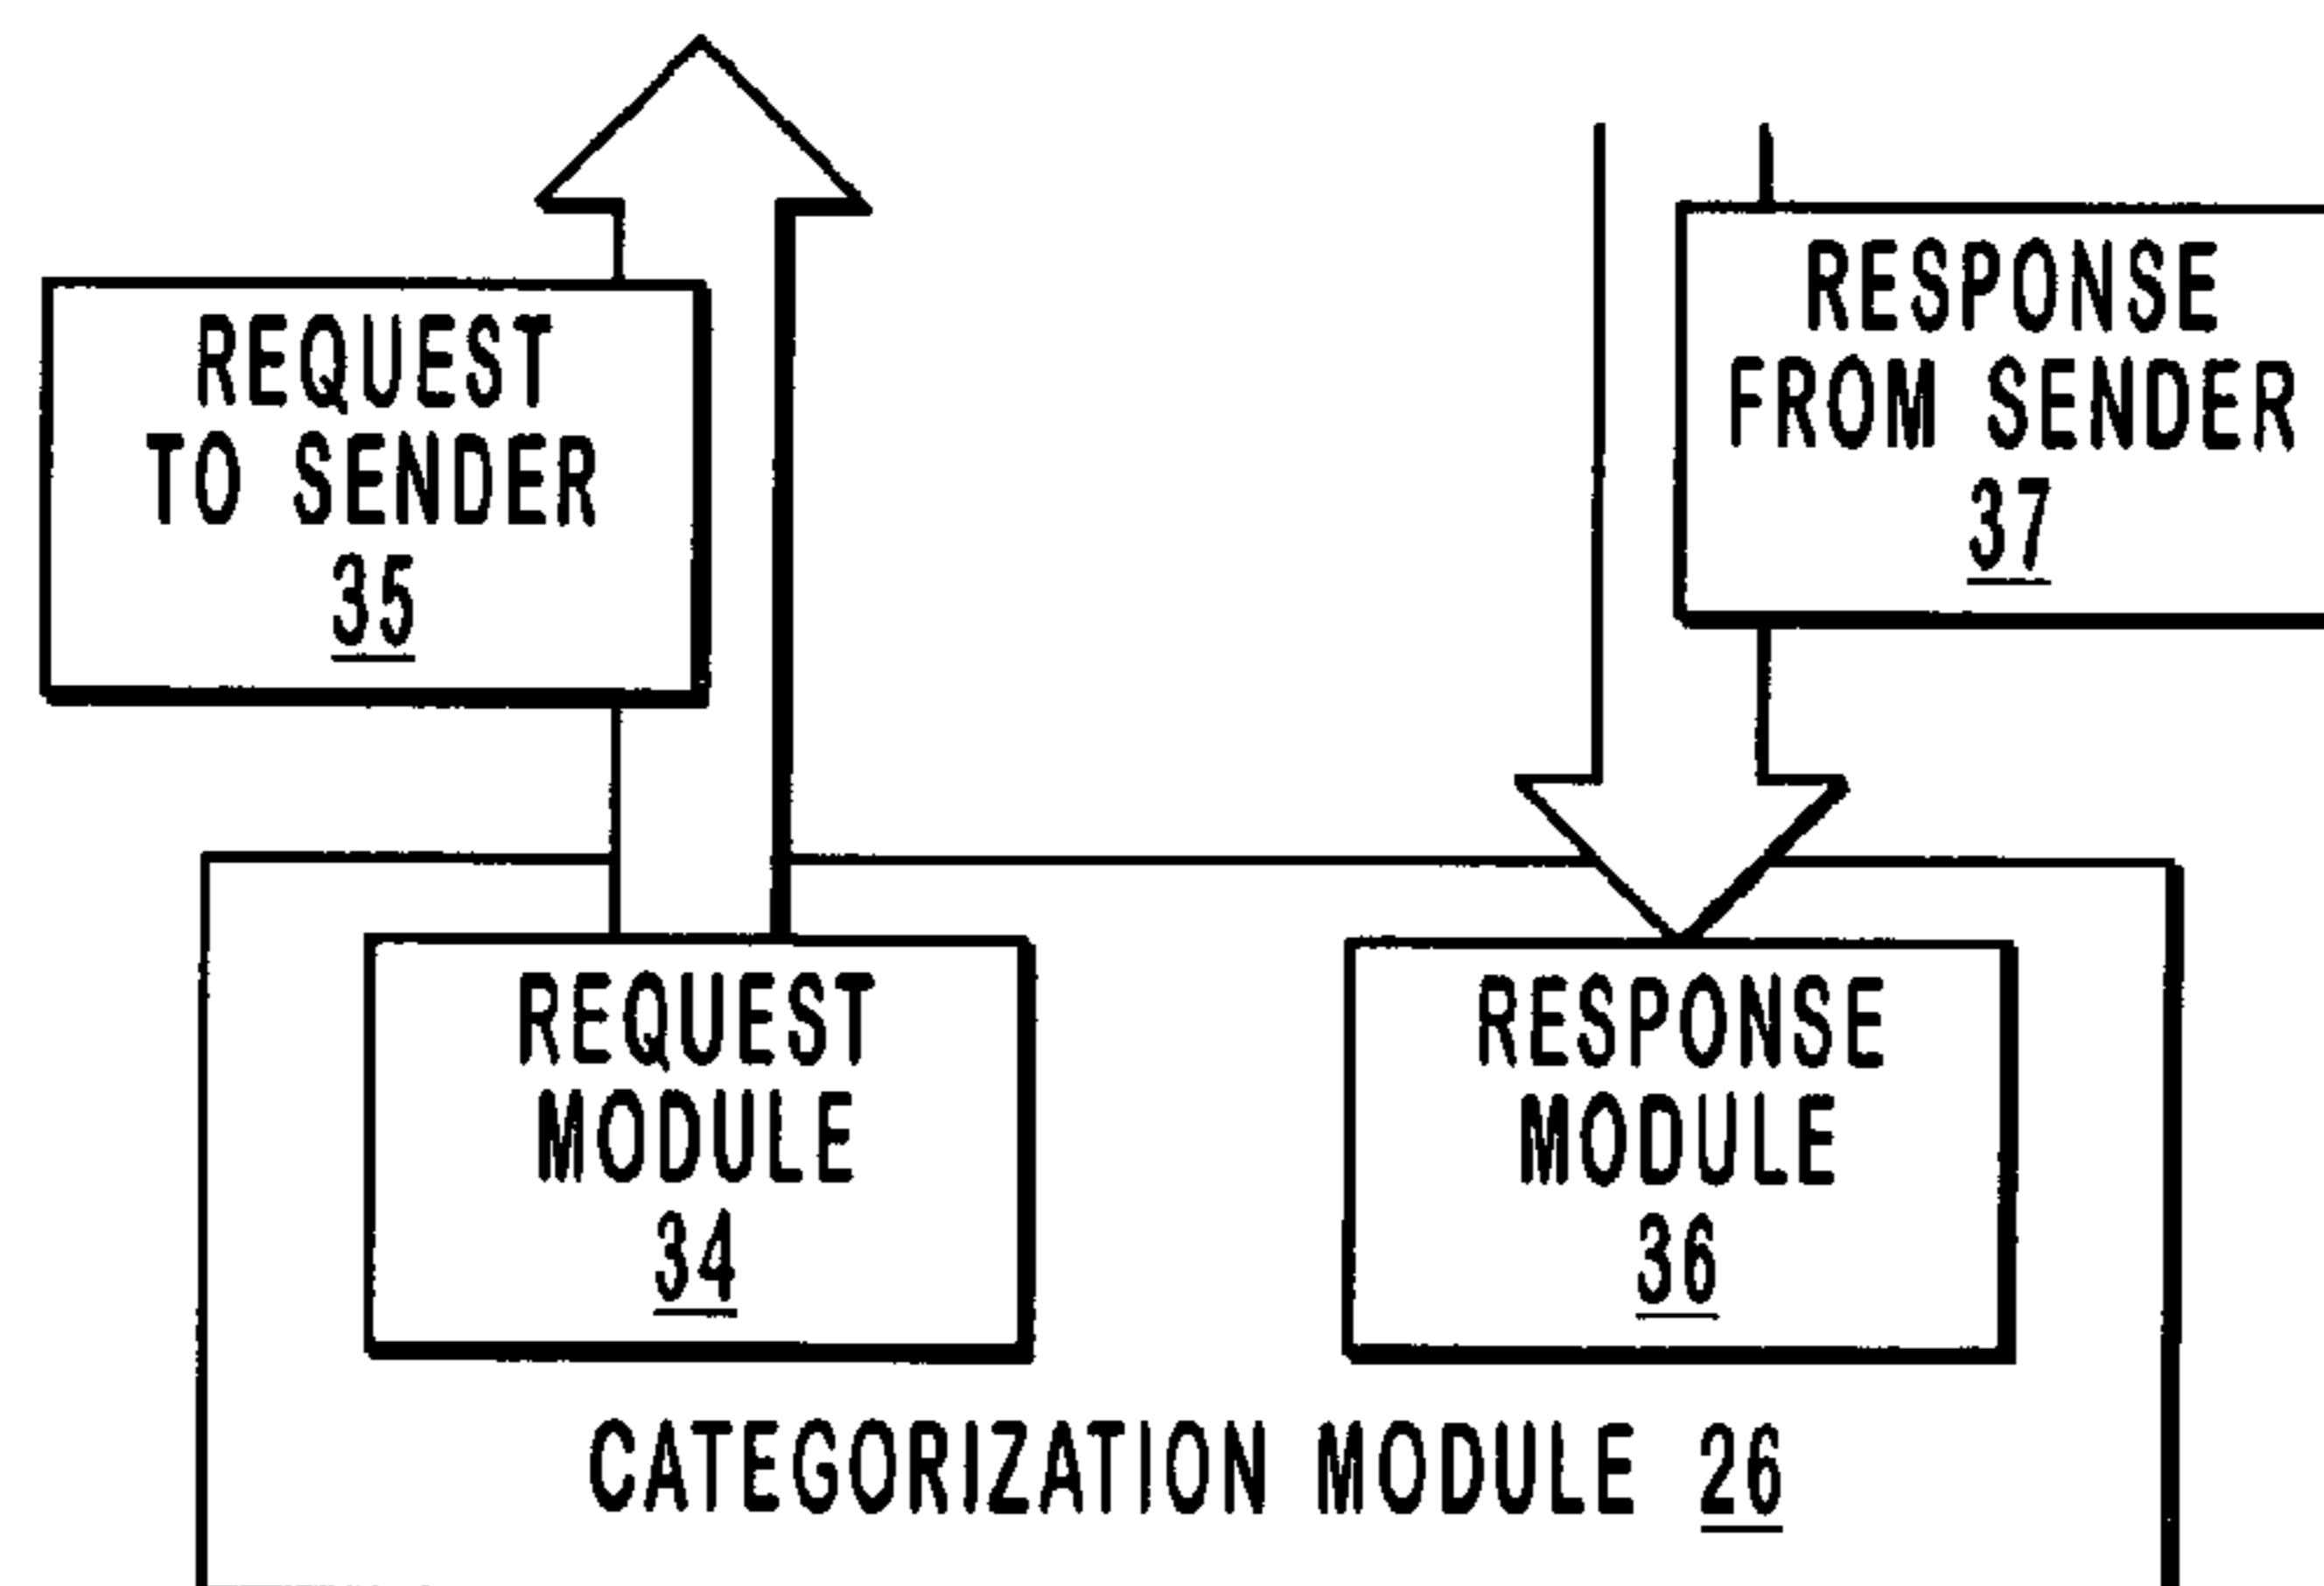 REQUEST
TO SENDER
35
RESPONSE
FROM SENDER
37
REQUEST
MODULE
34
RESPONSE
MODULE
36
CATEGORIZATION MODULE 26